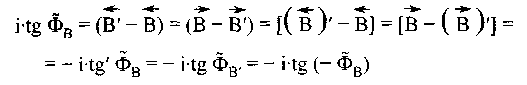 i·tg Φ̃_B = (B⃗′ − B⃖) = (B⃗ − B⃖′) = [(B⃖)′ − B⃖] = [B⃗ − (B⃗)′] =
= − i·tg′ Φ̃_B = − i·tg Φ̃_B′ = − i·tg (−Φ̃_B)